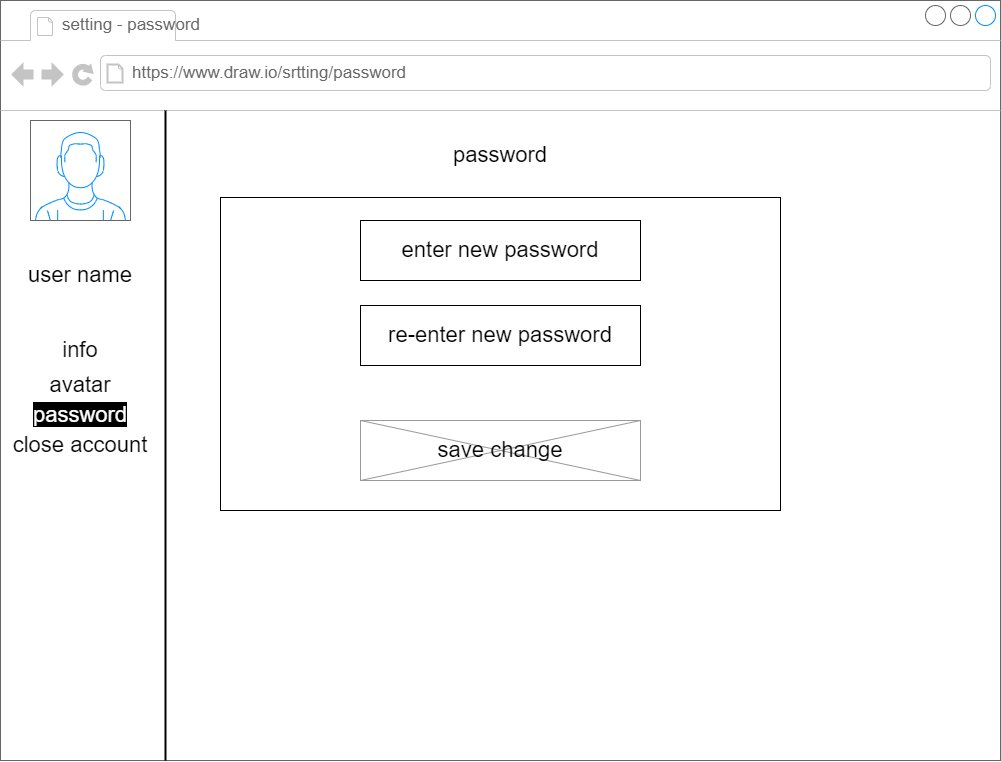 setting - password
https://www.draw.io/srtting/password
user name
info
avatar
password
close account
password
enter new password
re-enter new password
save change